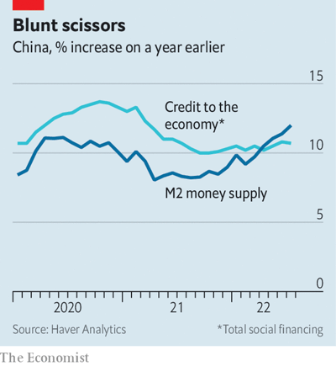 Blunt scissors
China, % increase on a year earlier
15
Credit to the
economy*
10
M2 money supply
5
0
2020 21 22
Source: Haver Analytics *Total social financing
The Economist